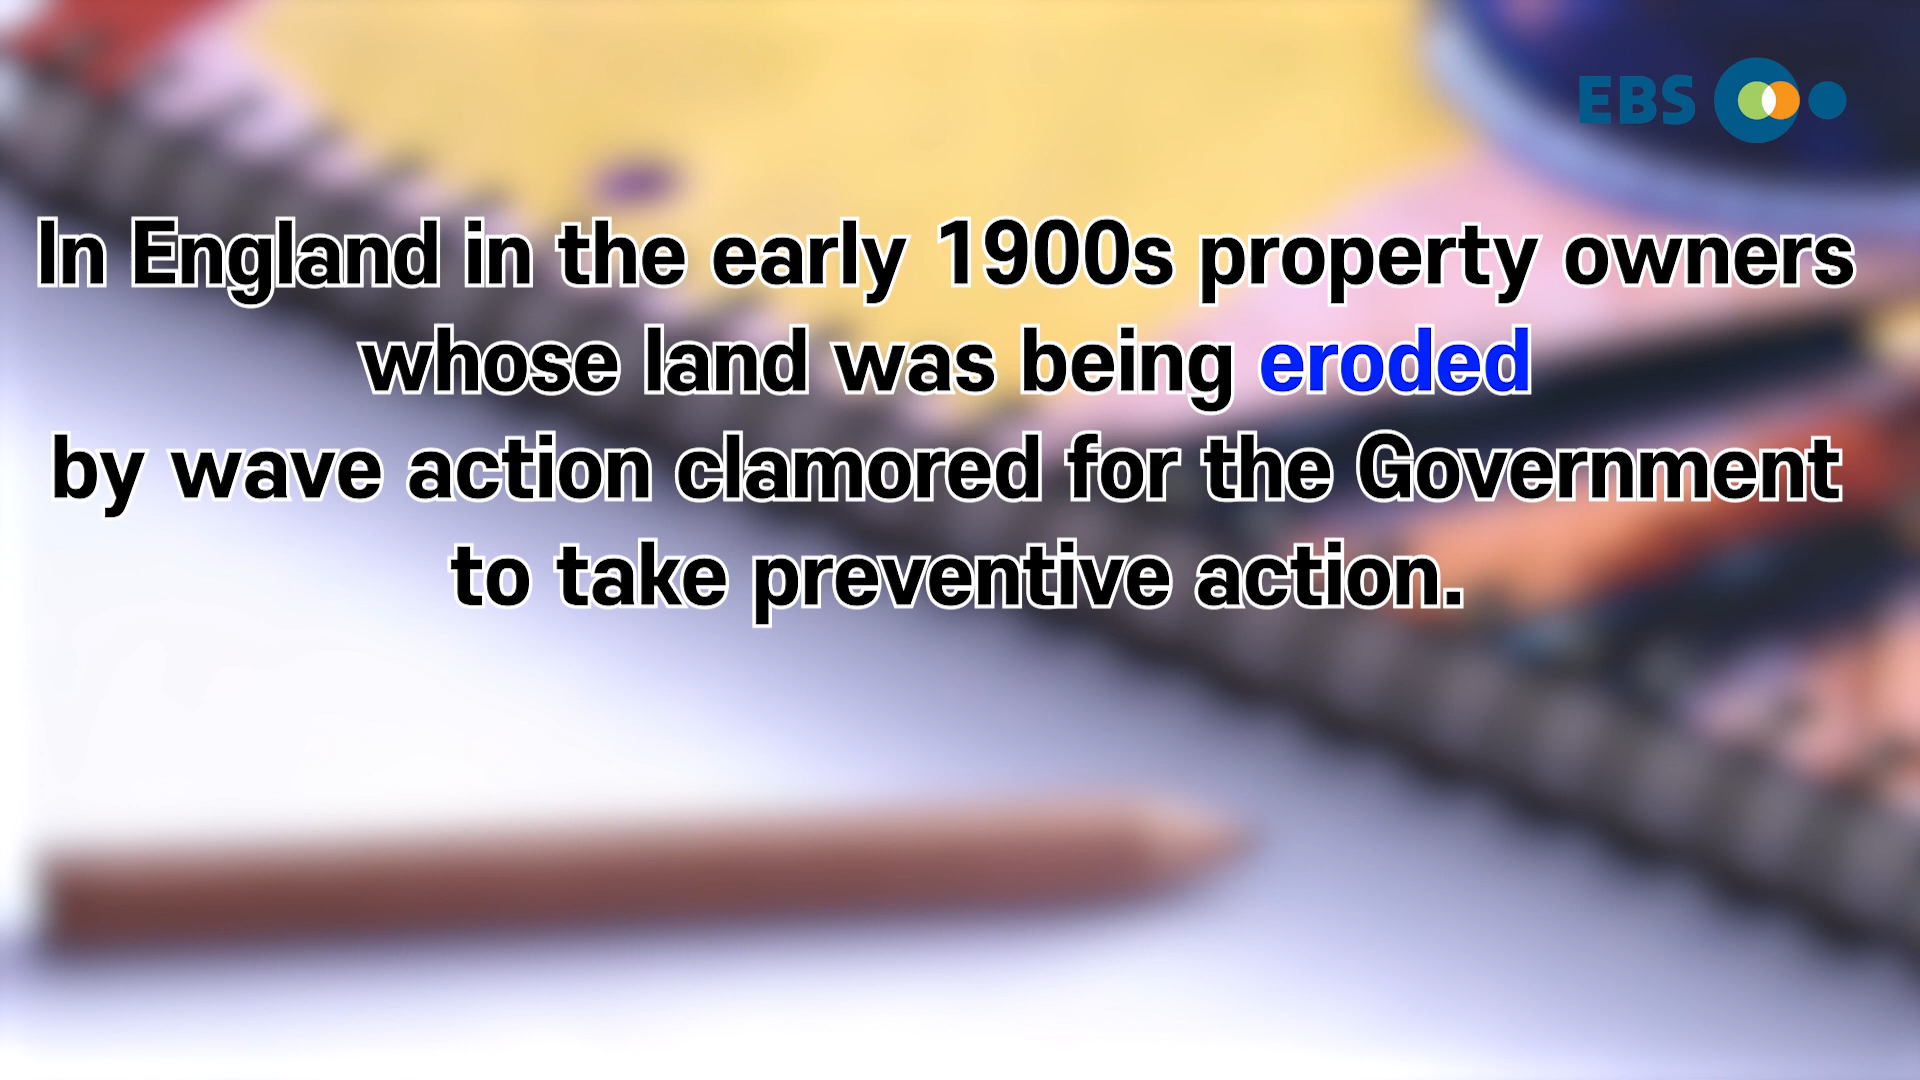 EBS
In England in the early 1900s property owners
whose land was being eroded
by wave action clamored for the Government
to take preventive action.